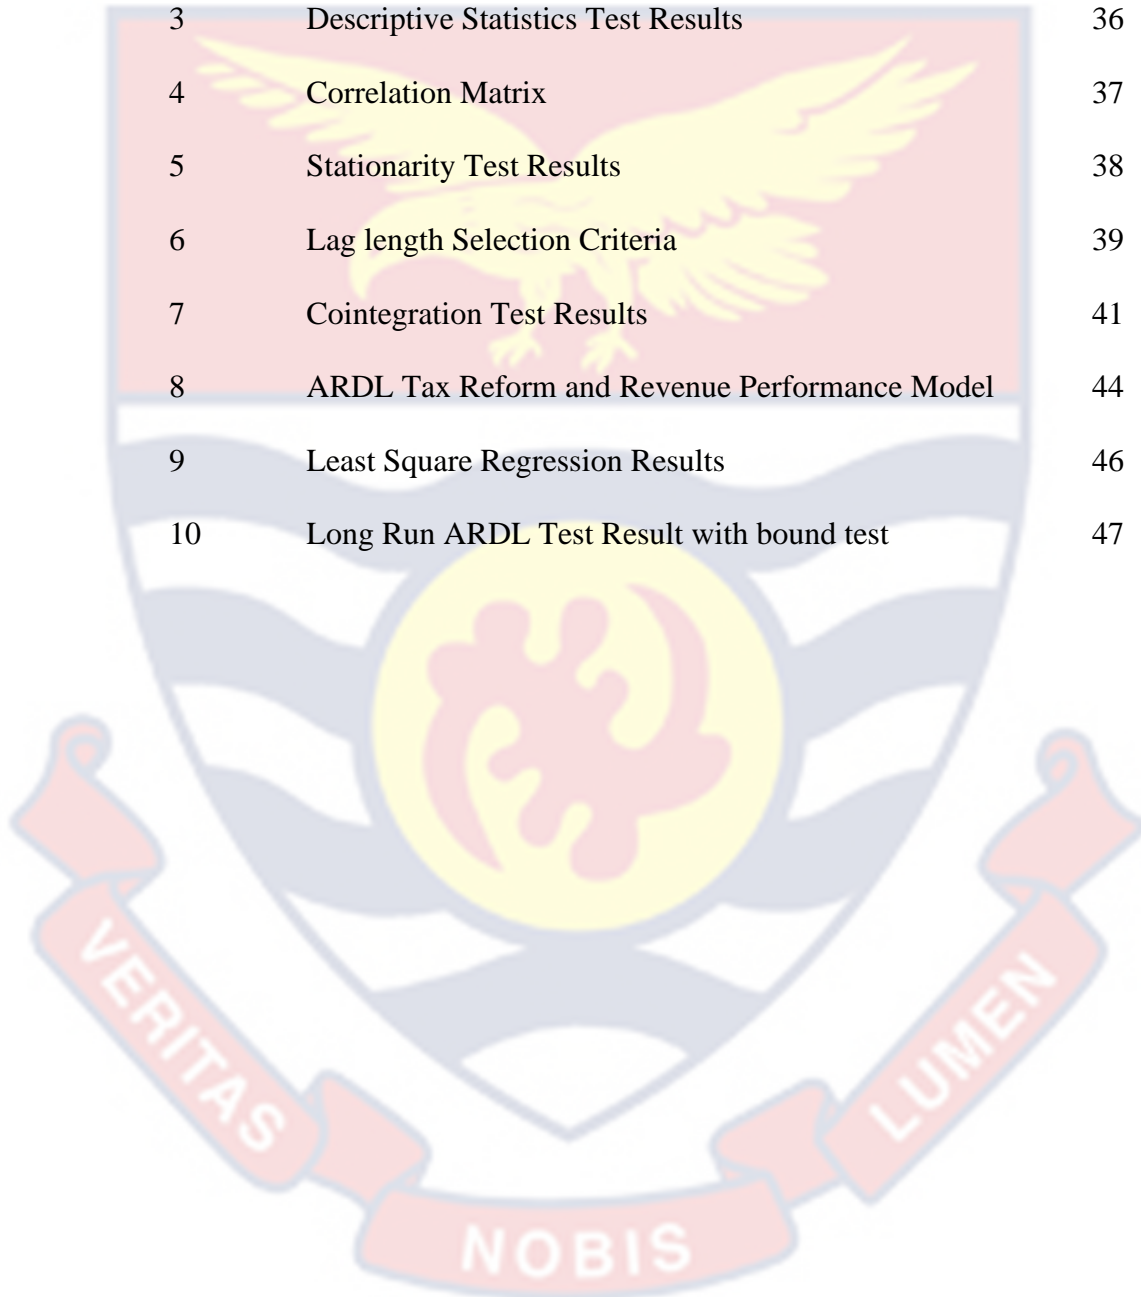 3 Descriptive Statistics Test Results 36
4 Correlation Matrix 37
5 Stationarity Test Results 38
6 Lag length Selection Criteria 39
7 Cointegration Test Results 41
8 ARDL Tax Reform and Revenue Performance Model 44
9 Least Square Regression Results 46
10 Long Run ARDL Test Result with bound test 47
VERITAS
NOBIS
LUMEN